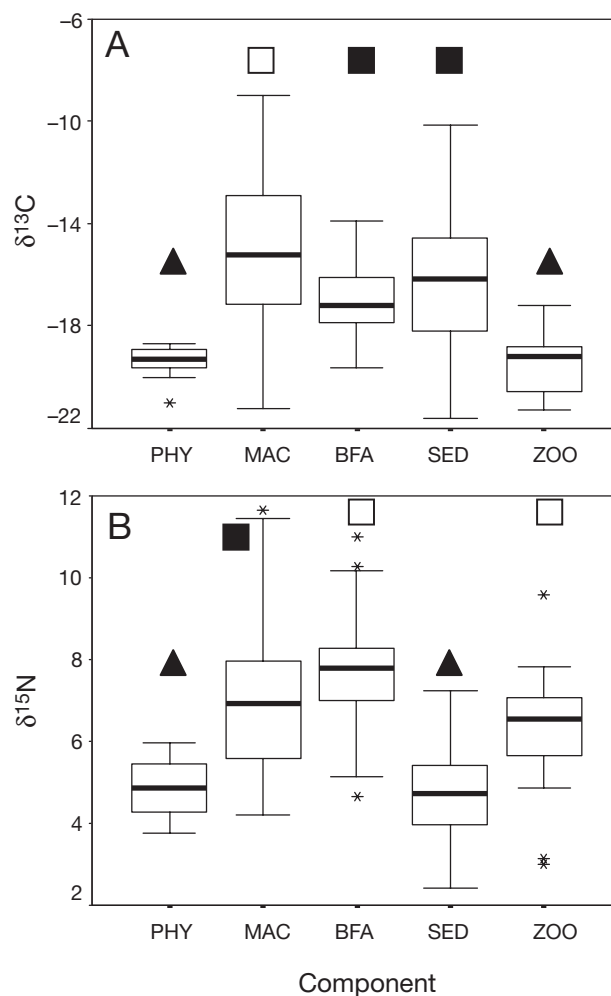 A
δ13C
−6
−10
−14
−18
−22
PHY MAC BFA SED ZOO
B
δ15N
12
10
8
6
4
2
PHY MAC BFA SED ZOO
Component